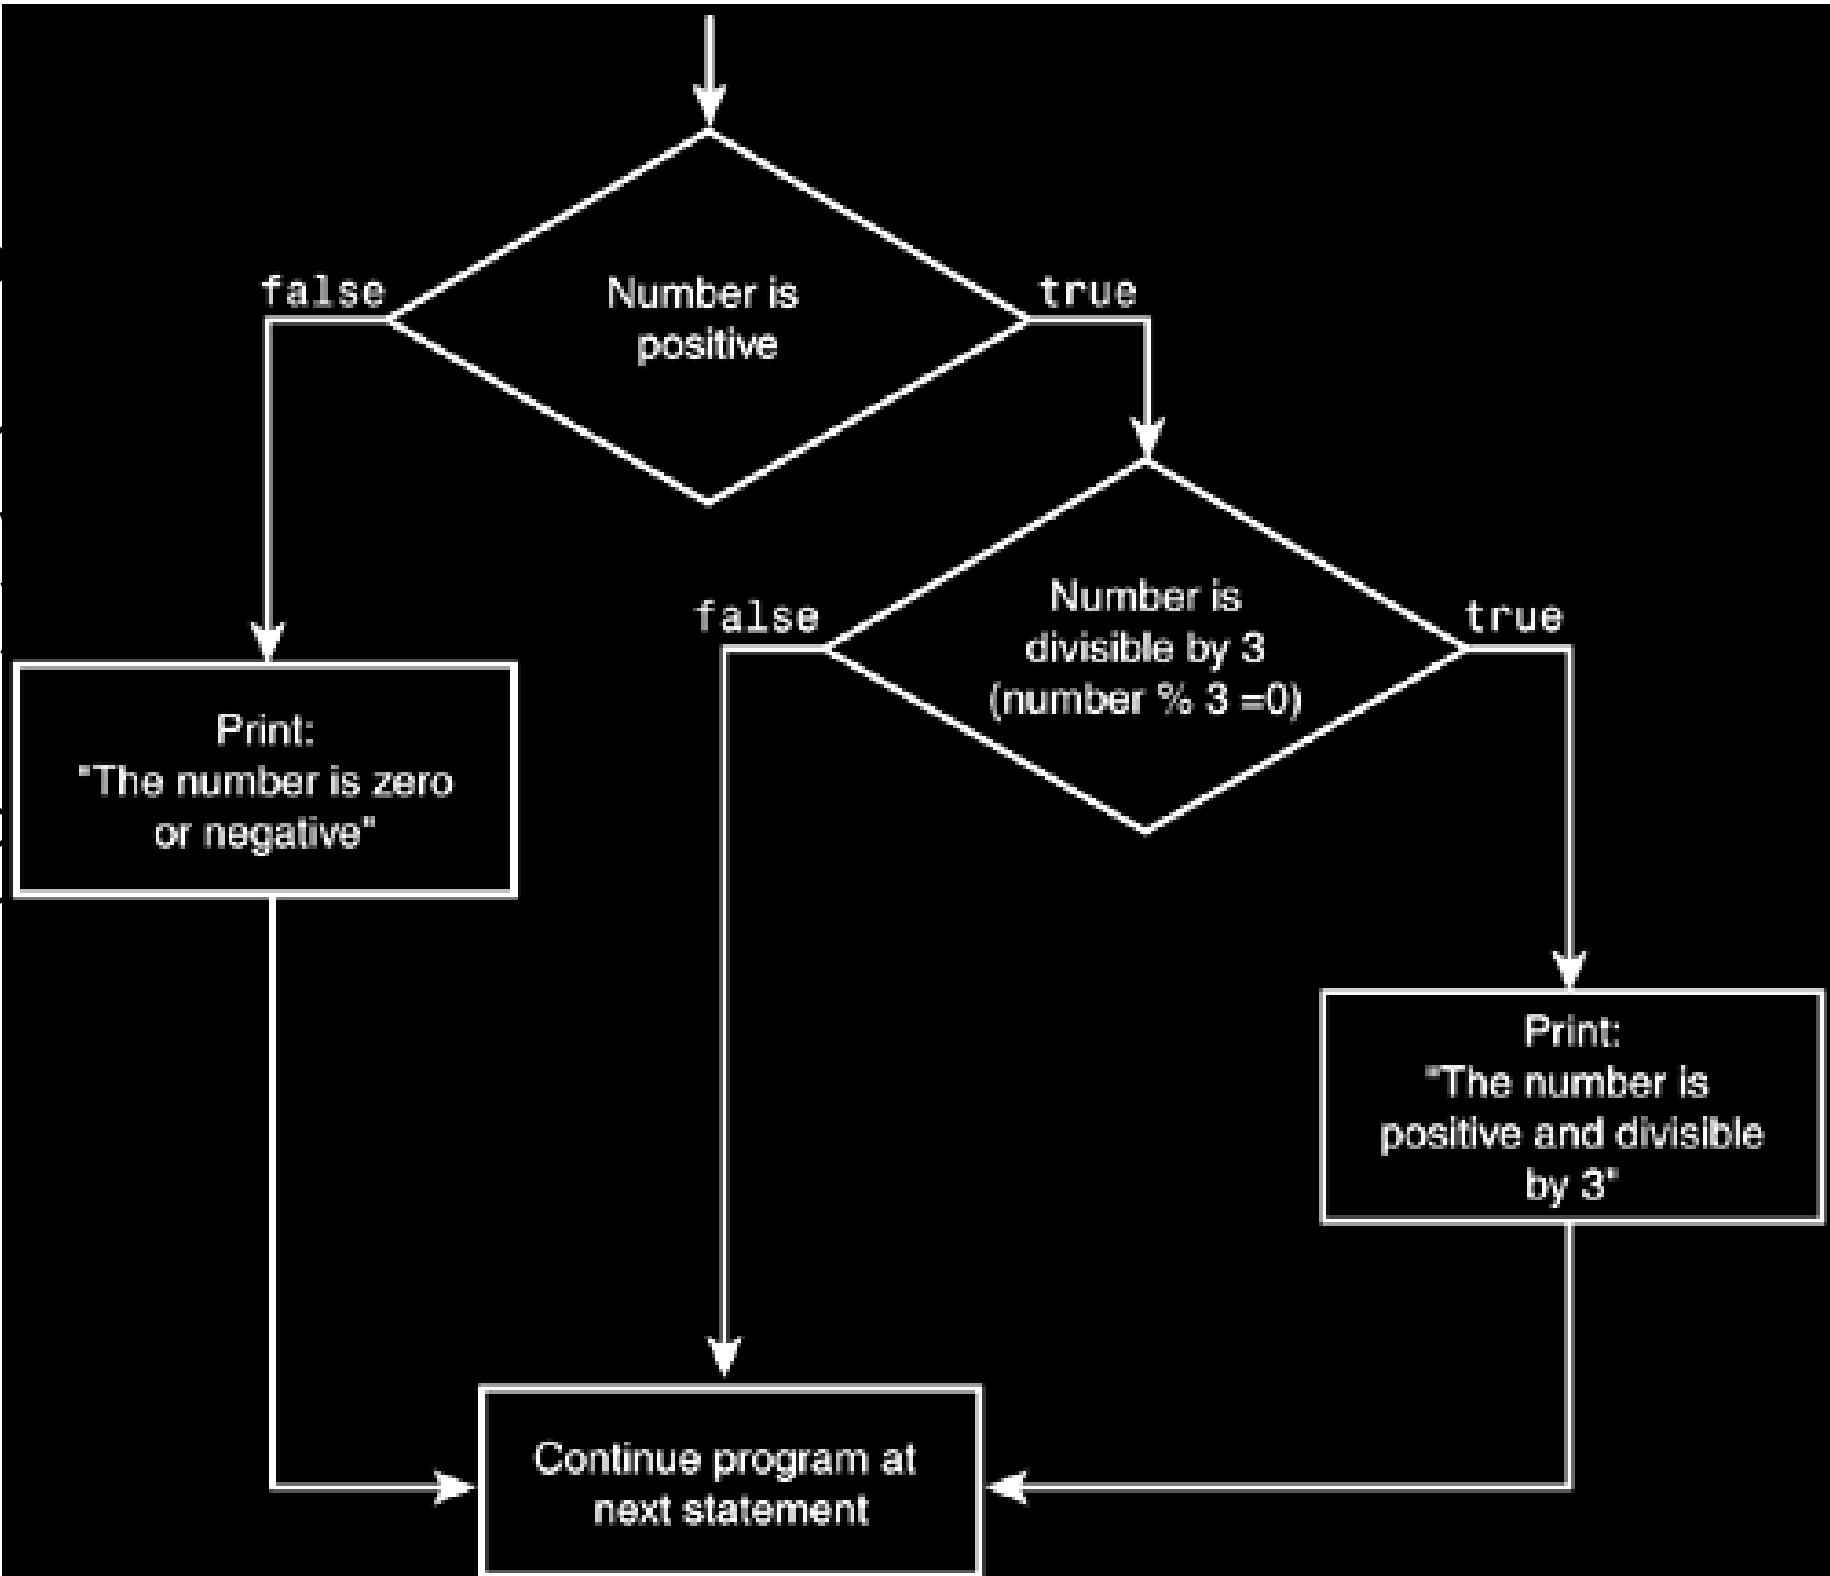 false
Number is
positive
true
false
Number is
divisible by 3
(number % 3 =0)
true
Print:
"The number is zero
or negative"
Print:
"The number is
positive and divisible
by 3"
Continue program at
next statement